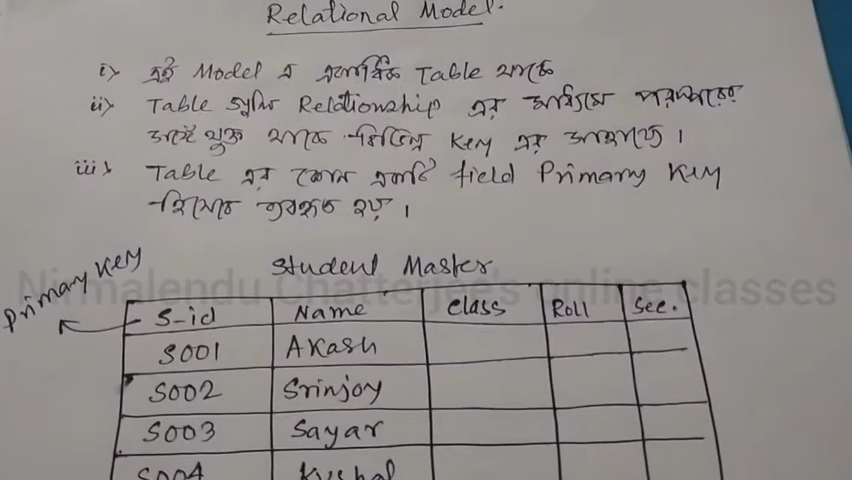 Relational Model.
i) এই Model এ একাধিক Table থাকে
ii) Table গুলি Relationship এর মাধ্যমে পরস্পরের
সাথে যুক্ত থাকে বিভিন্ন Key এর সাহায্যে ।
iii) Table এর কোন একটি field Primary Key
হিসেবে ব্যবহৃত হয় ।
Student Master
Primary Key
S-id Name Class Roll Sec.
S001 Akash
S002 Srinjoy
S003 Sayar
S004 Kushal
Nirmalendu Chatterjee's online classes